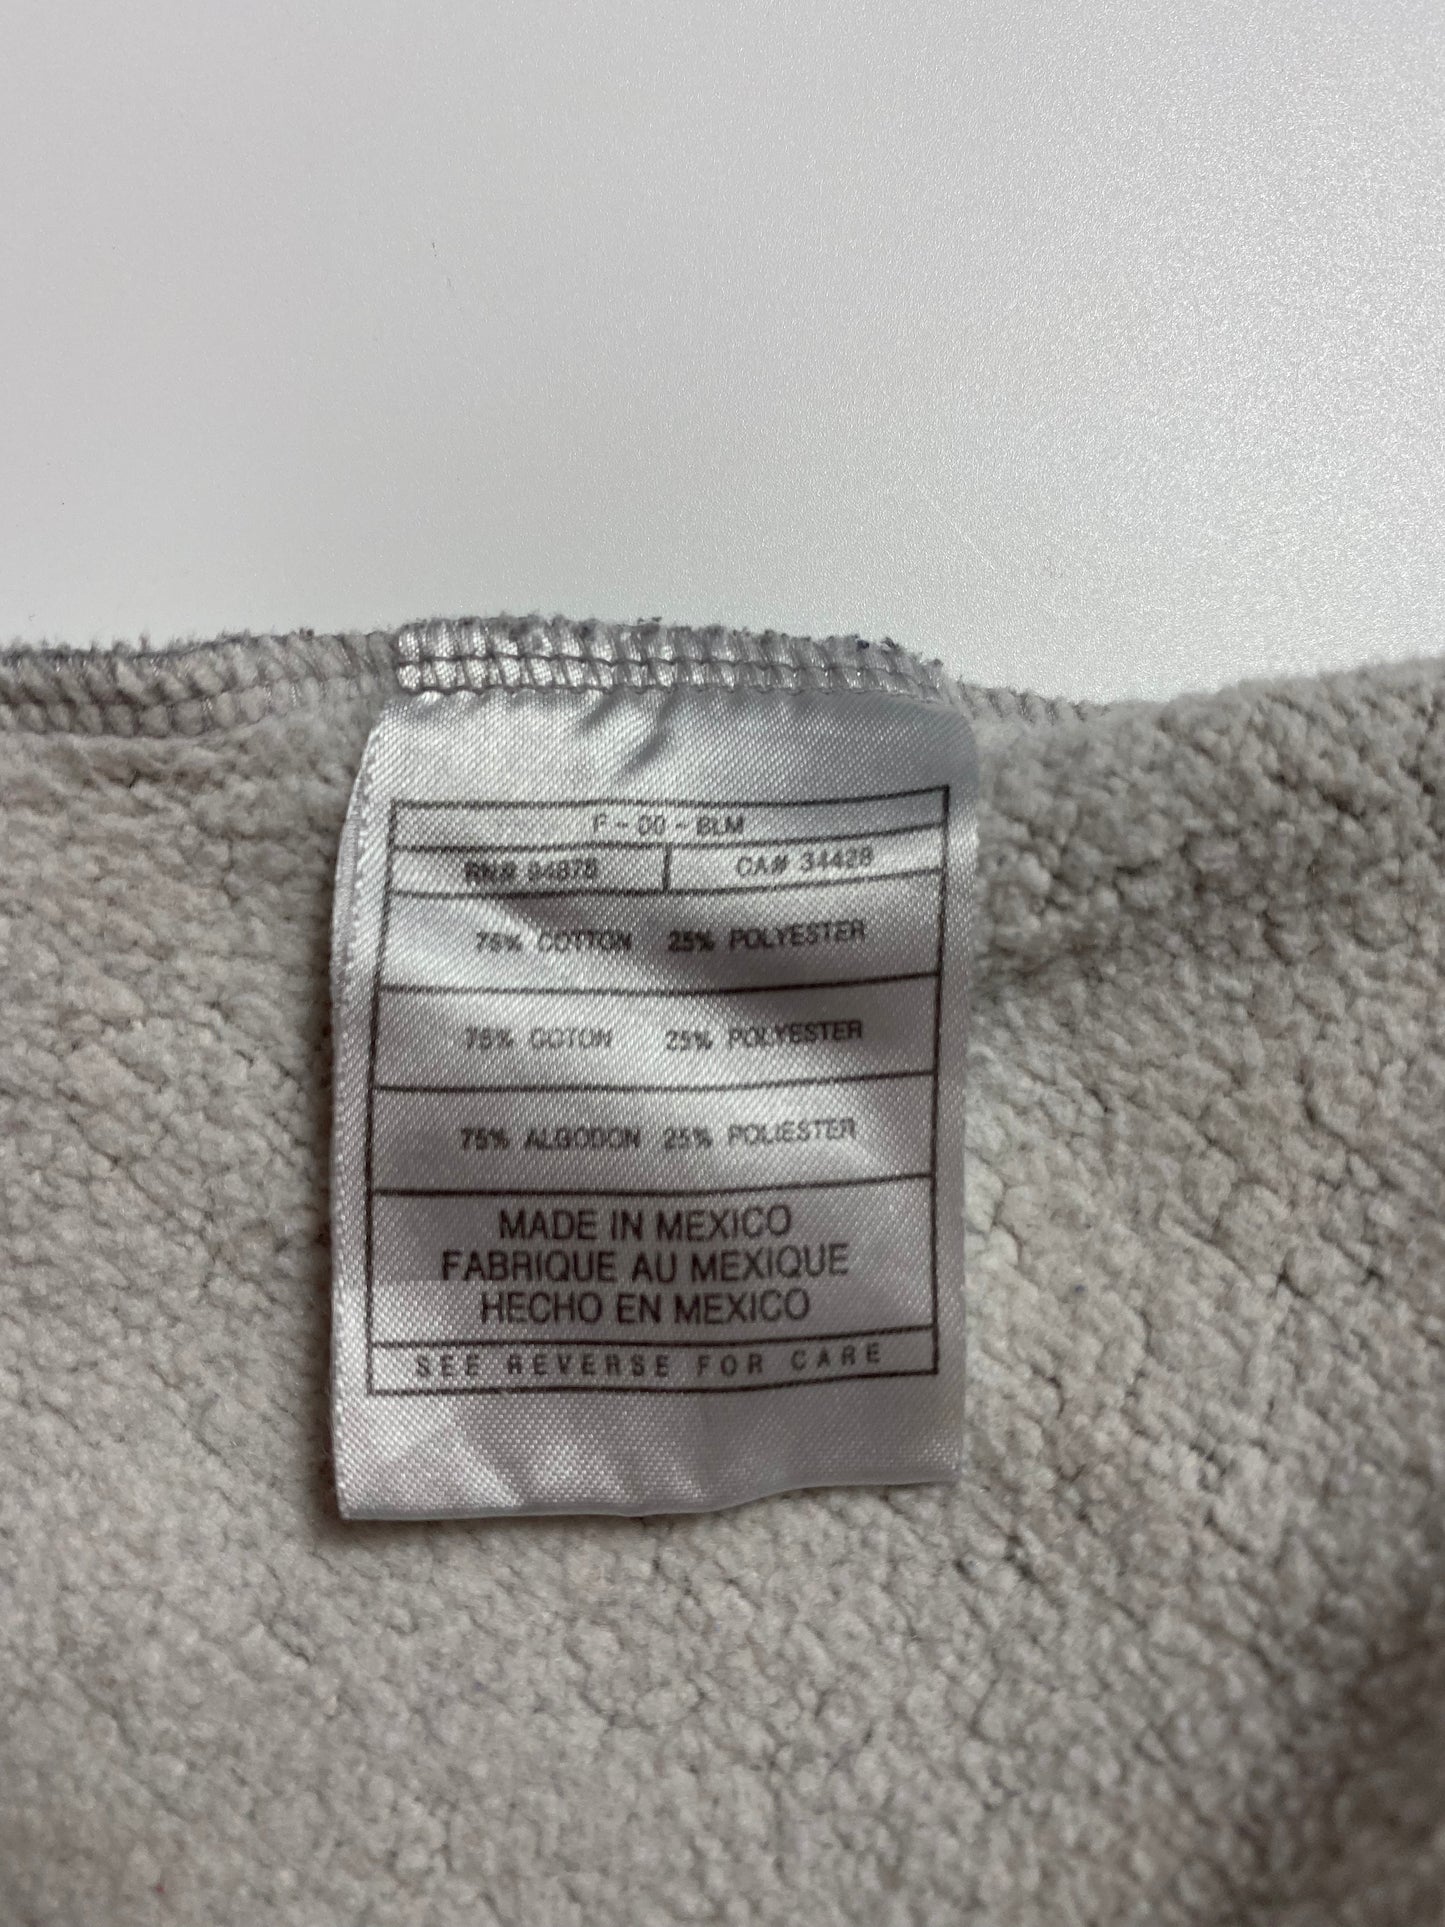 F - 00 - BLM
RN# 94876 CA# 34428
75% COTTON 25% POLYESTER
75% COTON 25% POLYESTER
75% ALGODON 25% POLIESTER
MADE IN MEXICO
FABRIQUE AU MEXIQUE
HECHO EN MEXICO
SEE REVERSE FOR CARE